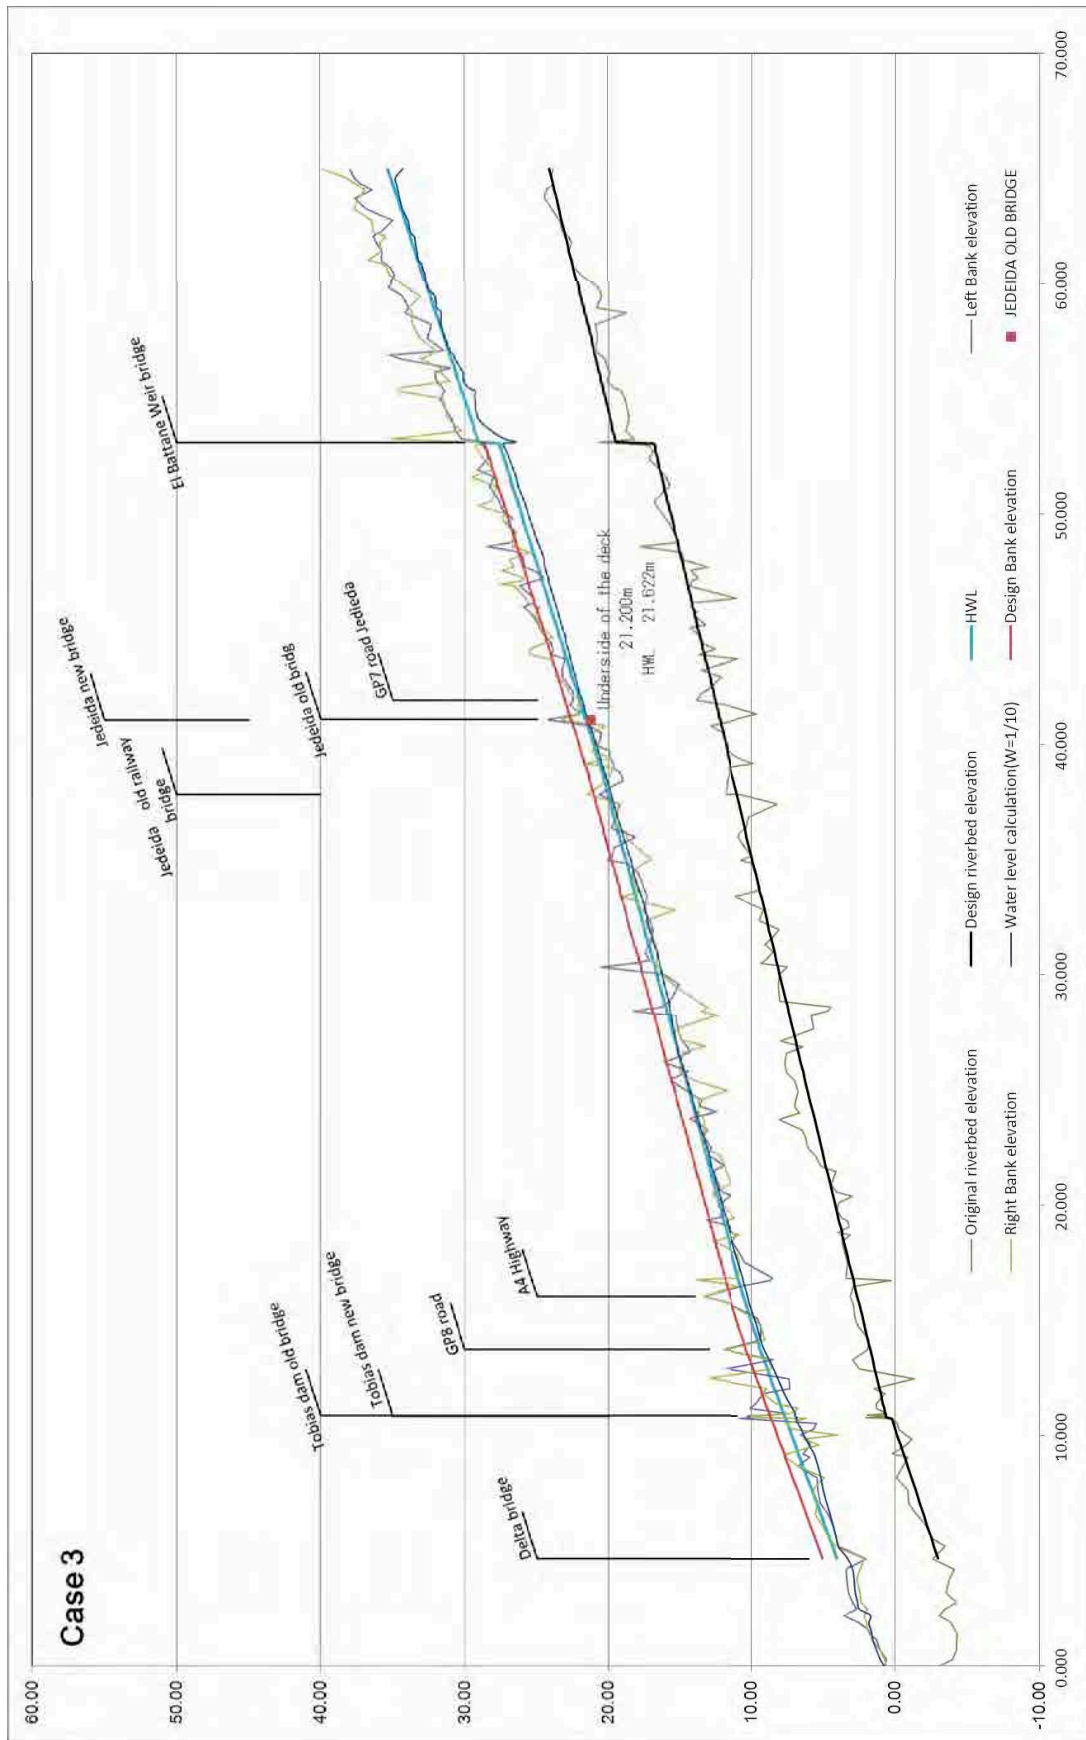 Case 3
60.00
50.00
40.00
30.00
20.00
10.00
0.00
-10.00
0.000
10.000
20.000
30.000
40.000
50.000
60.000
70.000
Delta bridge
Tobias dam old bridge
Tobias dam new bridge
GP8 road
A4 Highway
Jedeida old railway
bridge
Jedeida new bridge
Jedeida old bridg
GP7 road Jedieda
El Battane Weir bridge
Underside of the deck
21.200m
HWL 21.622m
Original riverbed elevation
Design riverbed elevation
HWL
Left Bank elevation
Right Bank elevation
Water level calculation(W=1/10)
Design Bank elevation
JEDEIDA OLD BRIDGE